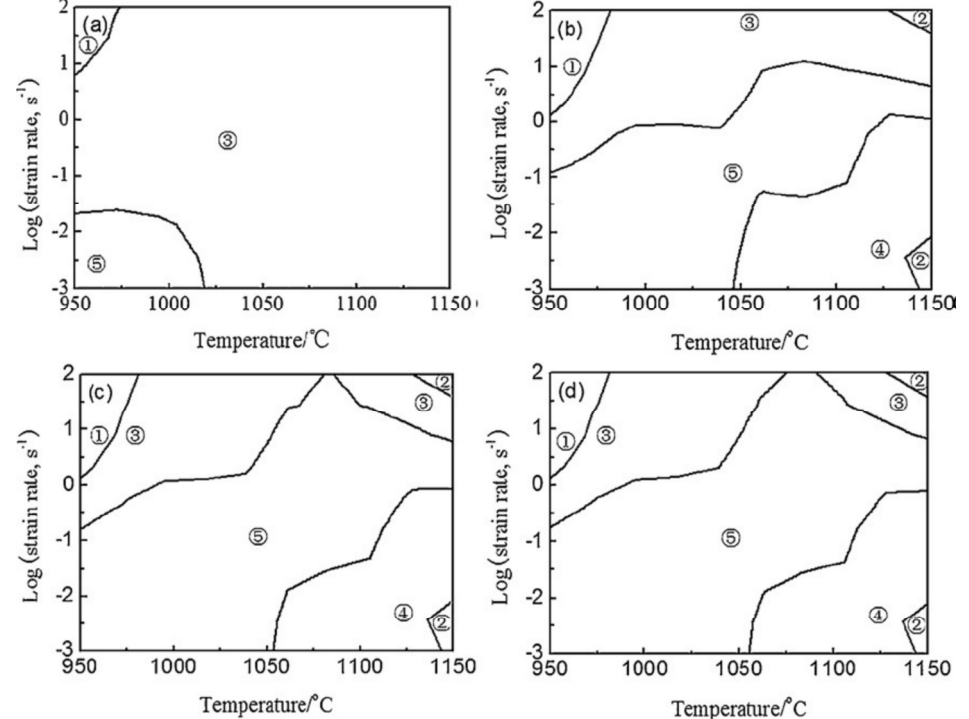 (a)
2
1
0
-1
-2
-3
①
③
⑤
950 1000 1050 1100 1150
Log (strain rate, s⁻¹)
Temperature/℃
(b)
2
1
0
-1
-2
-3
①
③
②
⑤
④
②
950 1000 1050 1100 1150
Log (strain rate, s⁻¹)
Temperature/℃
(c)
2
1
0
-1
-2
-3
① ③
②
③
⑤
④
②
950 1000 1050 1100 1150
Log (strain rate, s⁻¹)
Temperature/℃
(d)
2
1
0
-1
-2
-3
① ③
②
③
⑤
④
②
950 1000 1050 1100 1150
Log (strain rate, s⁻¹)
Temperature/℃